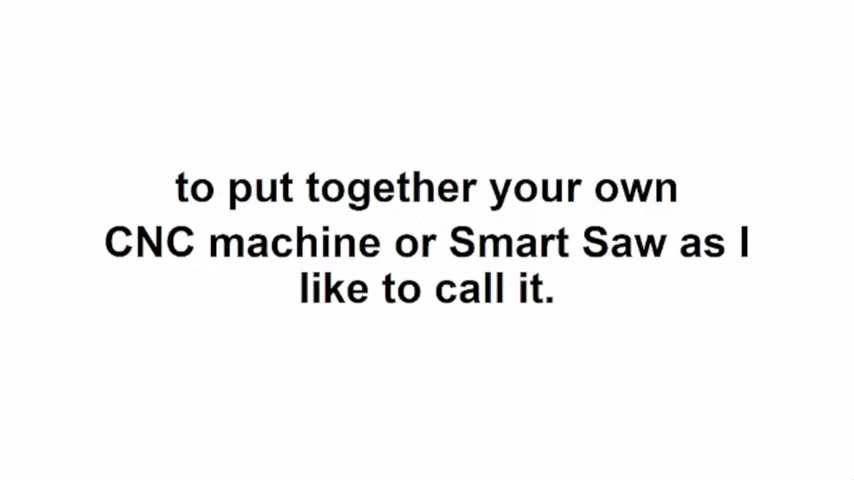 to put together your own
CNC machine or Smart Saw as I
like to call it.